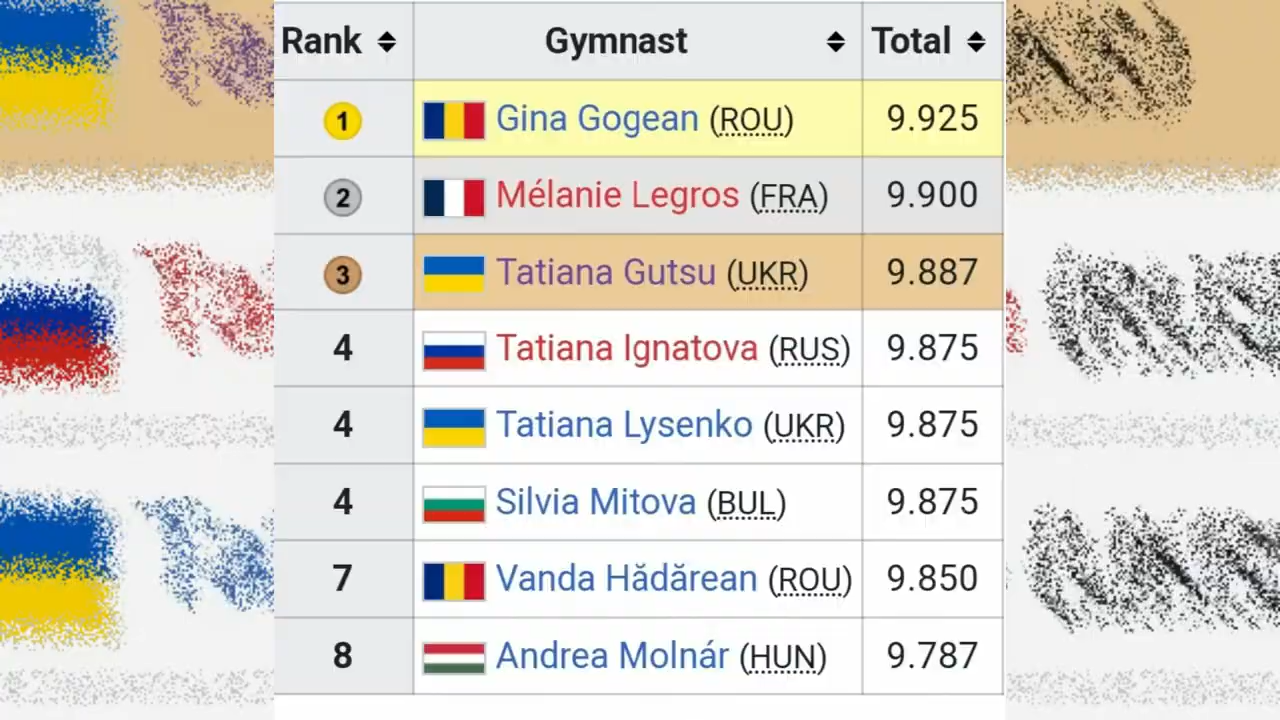 Rank Gymnast Total
1 Gina Gogean (ROU) 9.925
2 Mélanie Legros (FRA) 9.900
3 Tatiana Gutsu (UKR) 9.887
4 Tatiana Ignatova (RUS) 9.875
4 Tatiana Lysenko (UKR) 9.875
4 Silvia Mitova (BUL) 9.875
7 Vanda Hădărean (ROU) 9.850
8 Andrea Molnár (HUN) 9.787